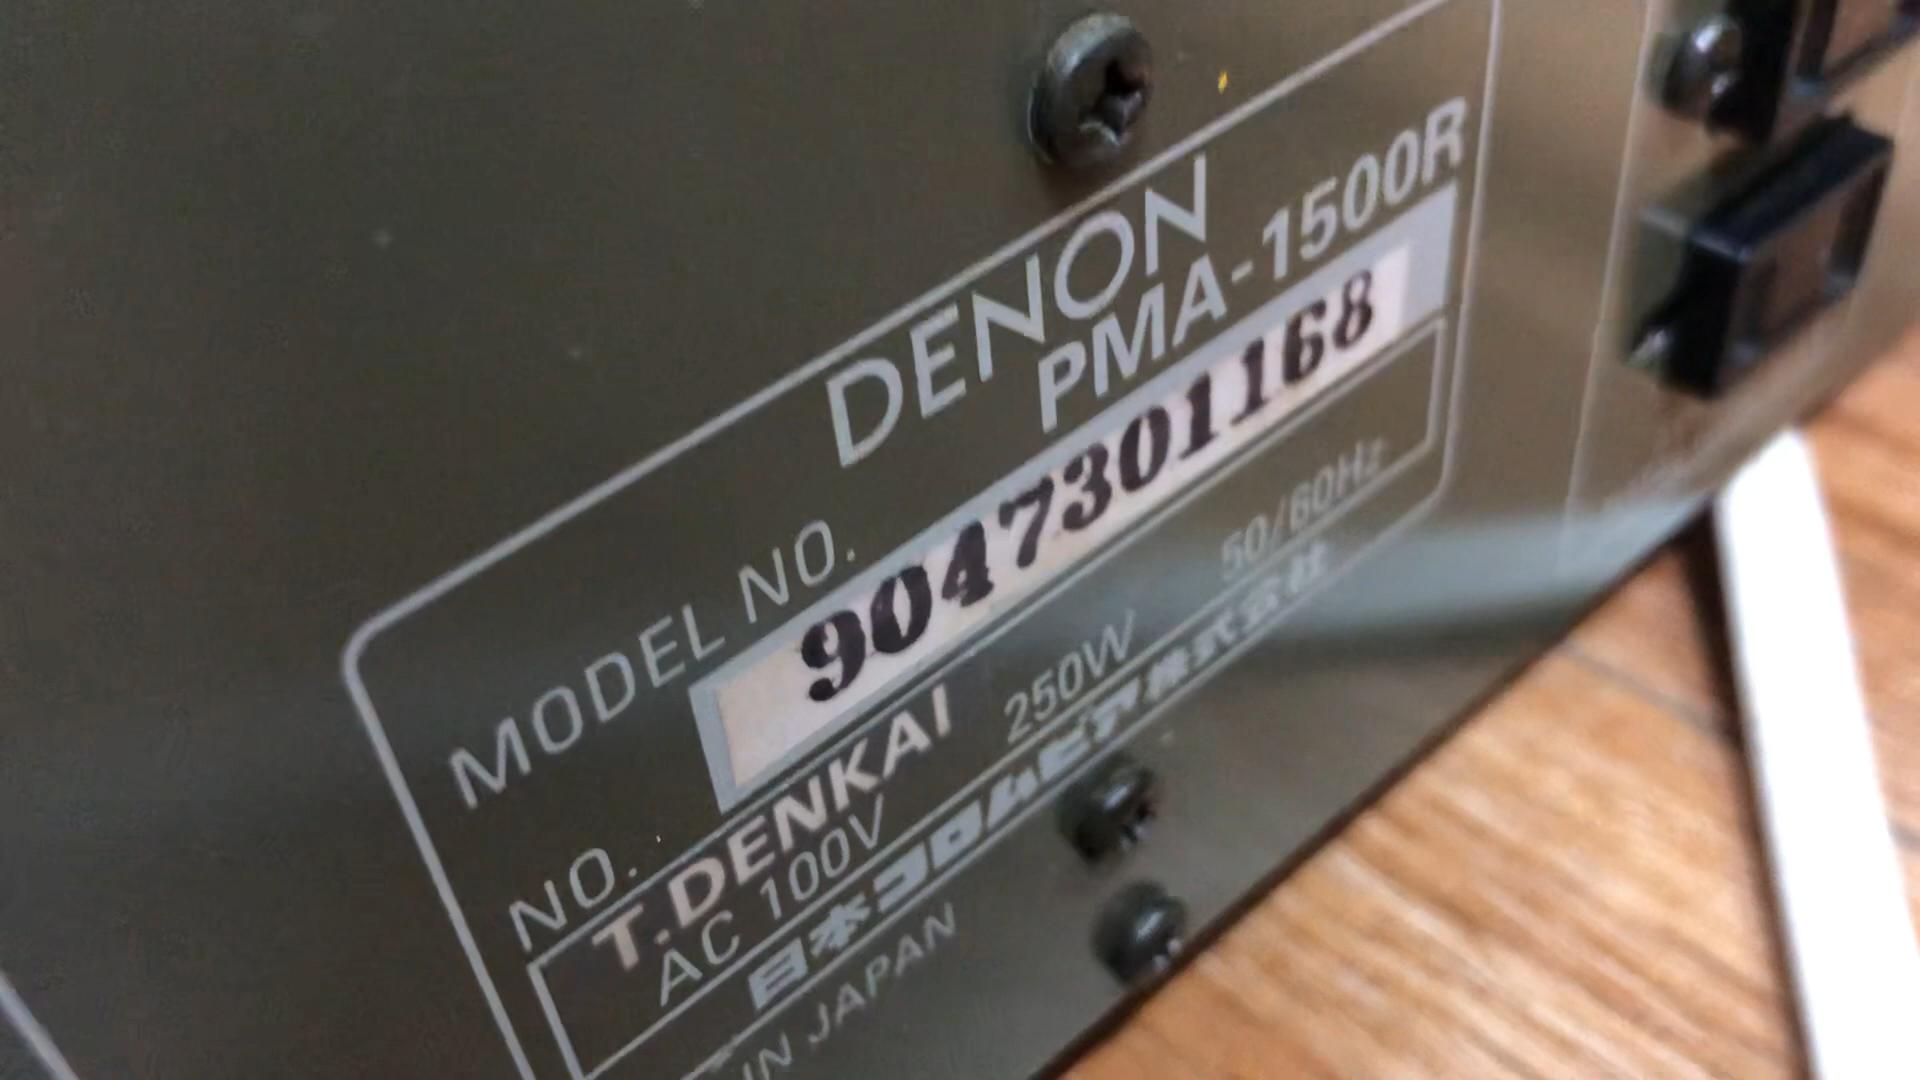 DENON
MODEL NO. PMA-1500R
NO. 9047301168
T.DENKAI
AC 100V 250W 50/60Hz
日本コロムビア株式会社
IN JAPAN